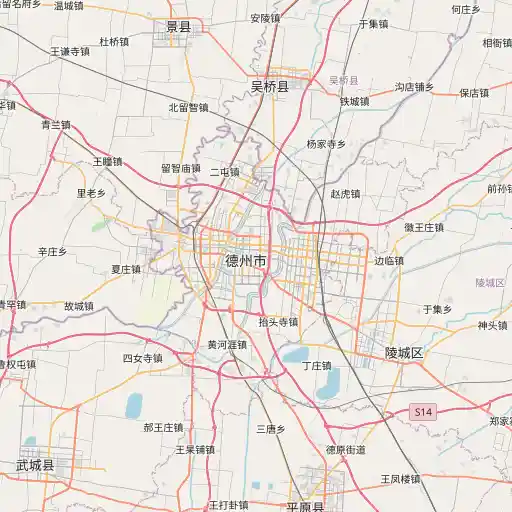 温城乡
安陵镇
于集镇
何庄乡
杜桥镇
景县
王谦寺镇
相衙镇
吴桥县
吴桥县
沟店铺乡
保店镇
北留智镇
铁城镇
青兰镇
杨家寺乡
王瞳镇
留智庙镇
二屯镇
里老乡
赵虎镇
前孙镇
徽王庄镇
辛庄乡
夏庄镇
德州市
边临镇
陵城区
故城镇
于集乡
抬头寺镇
神头镇
黄河涯镇
四女寺镇
陵城区
丁庄镇
S14
郝王庄镇
三唐乡
王杲铺镇
德原街道
武城县
王凤楼镇
王打卦镇
平原县